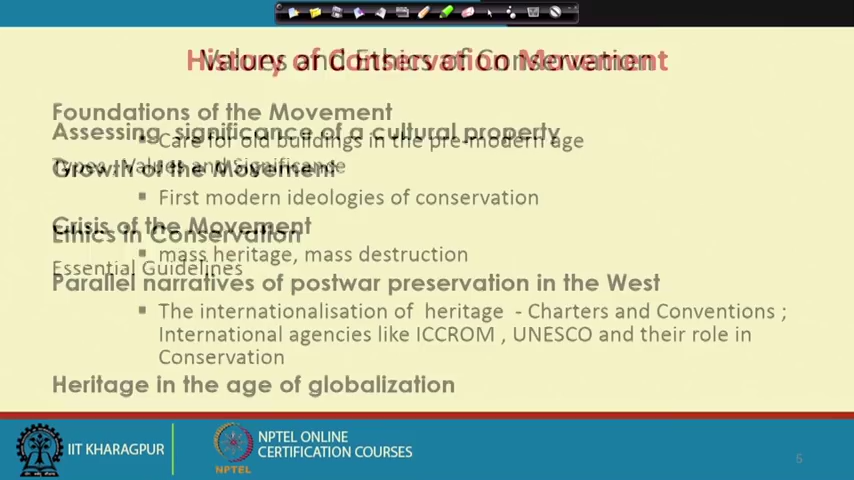 History of Conservation Movement
Values and Ethics of Conservation
Foundations of the Movement
Assessing significance of a cultural property
Care for old buildings in the pre-modern age
Types, Values and Significance
Growth of the Movement
First modern ideologies of conservation
Crisis of the Movement
Ethics in Conservation
mass heritage, mass destruction
Essential Guidelines
Parallel narratives of postwar preservation in the West
The internationalisation of heritage - Charters and Conventions ;
International agencies like ICCROM , UNESCO and their role in
Conservation
Heritage in the age of globalization
IIT KHARAGPUR
NPTEL
NPTEL ONLINE
CERTIFICATION COURSES
5